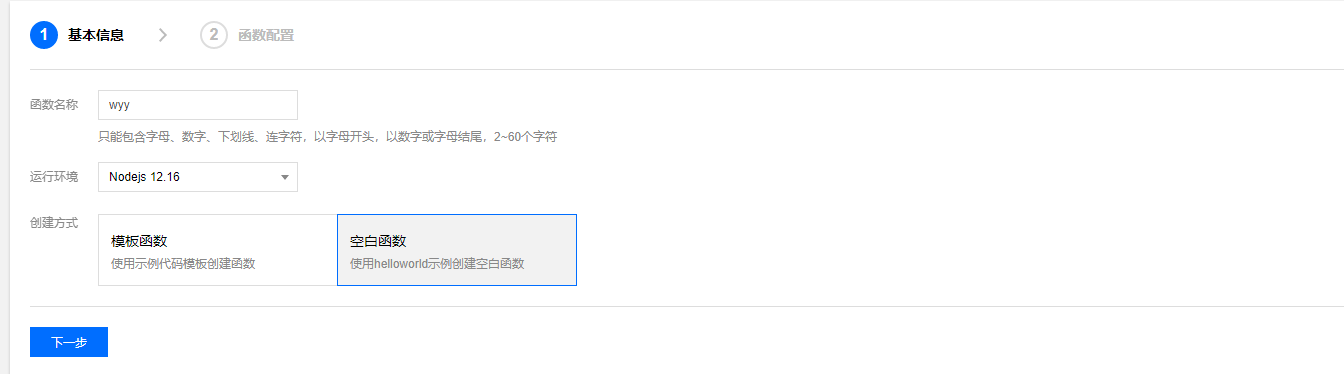 1 基本信息 2 函数配置
函数名称 wyy
只能包含字母、数字、下划线、连字符，以字母开头，以数字或字母结尾，2~60个字符
运行环境 Nodejs 12.16
创建方式
模板函数
使用示例代码模板创建函数
空白函数
使用helloworld示例创建空白函数
下一步